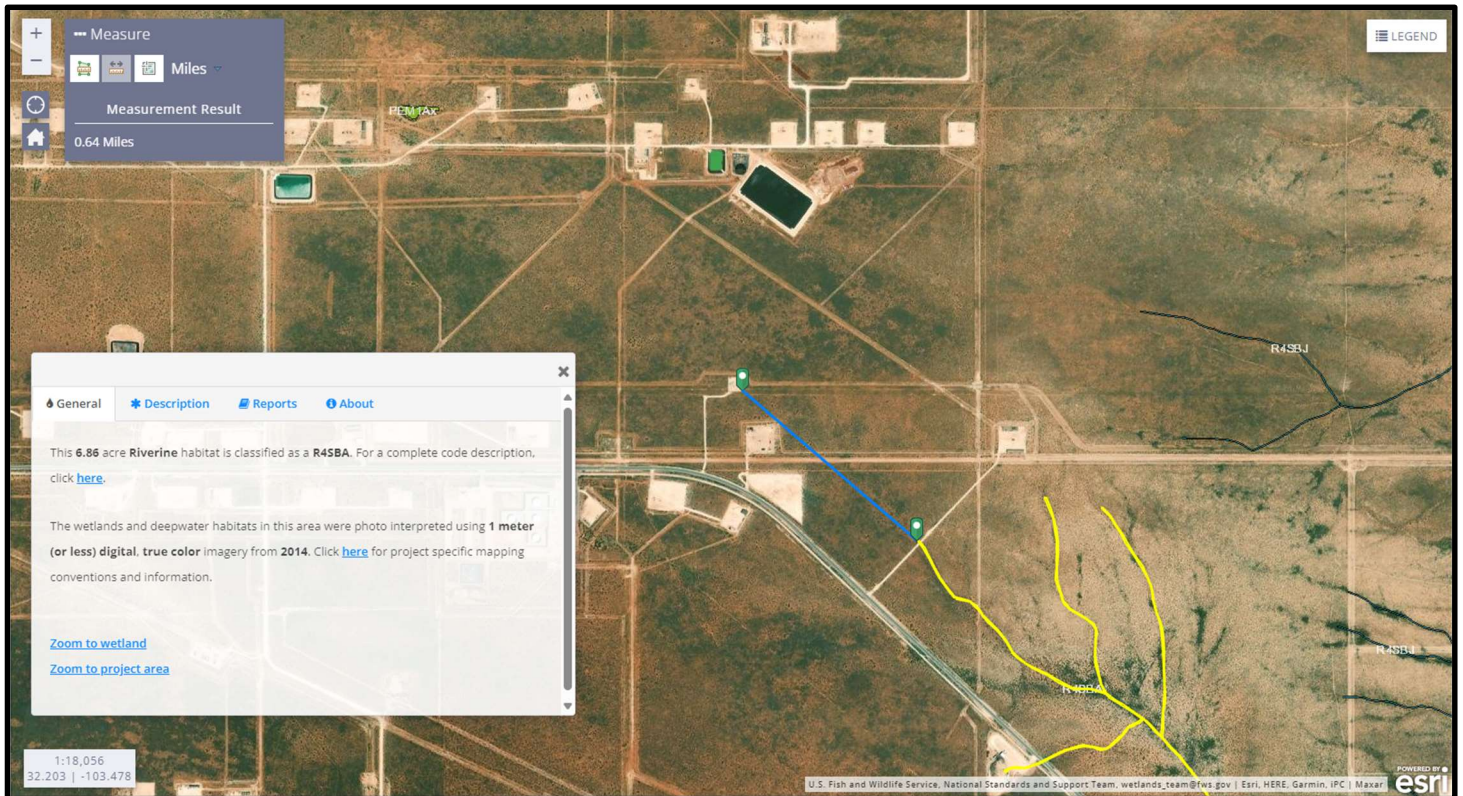 +
−
Measure
Miles
Measurement Result
0.64 Miles
LEGEND
PEM1Ax
R4SBJ
General
Description
Reports
About
This 6.86 acre Riverine habitat is classified as a R4SBA. For a complete code description,
click here.
The wetlands and deepwater habitats in this area were photo interpreted using 1 meter
(or less) digital, true color imagery from 2014. Click here for project specific mapping
conventions and information.
Zoom to wetland
Zoom to project area
R4SBJ
R4SBA
1:18,056
32.203 | -103.478
U.S. Fish and Wildlife Service, National Standards and Support Team, wetlands_team@fws.gov | Esri, HERE, Garmin, iPC | Maxar
POWERED BY
esri